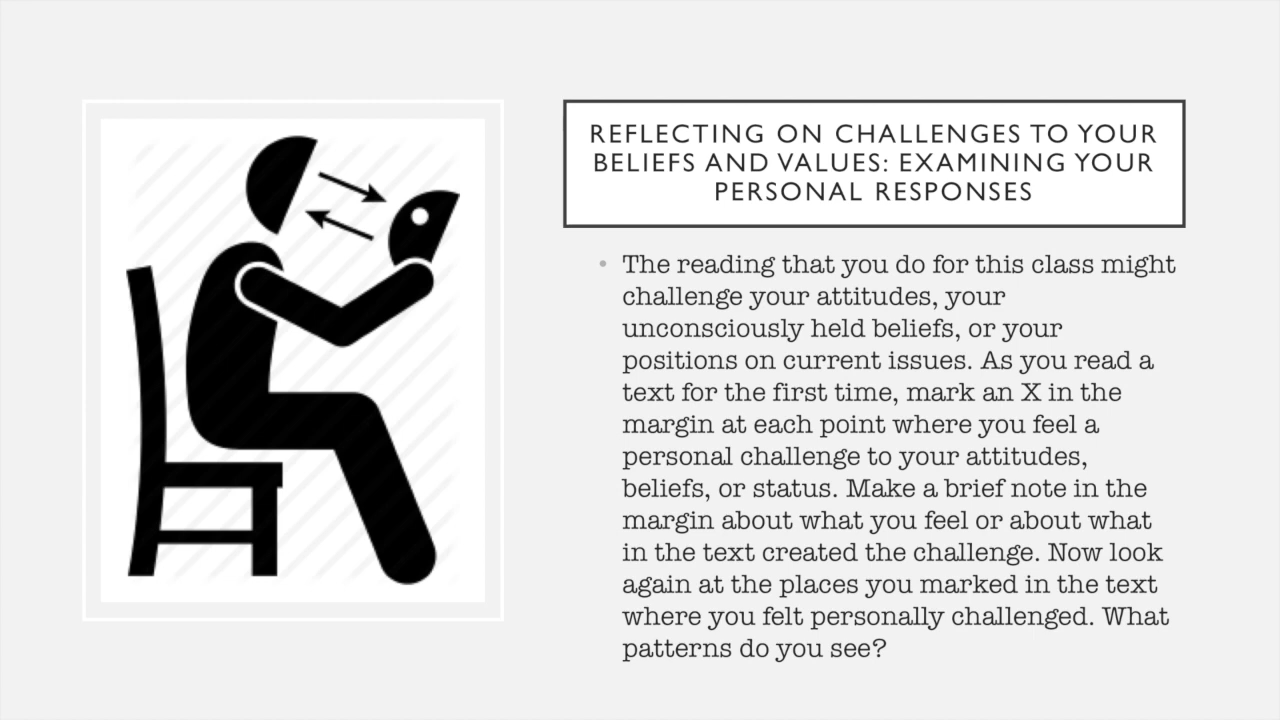 REFLECTING ON CHALLENGES TO YOUR
BELIEFS AND VALUES: EXAMINING YOUR
PERSONAL RESPONSES
• The reading that you do for this class might
challenge your attitudes, your
unconsciously held beliefs, or your
positions on current issues. As you read a
text for the first time, mark an X in the
margin at each point where you feel a
personal challenge to your attitudes,
beliefs, or status. Make a brief note in the
margin about what you feel or about what
in the text created the challenge. Now look
again at the places you marked in the text
where you felt personally challenged. What
patterns do you see?